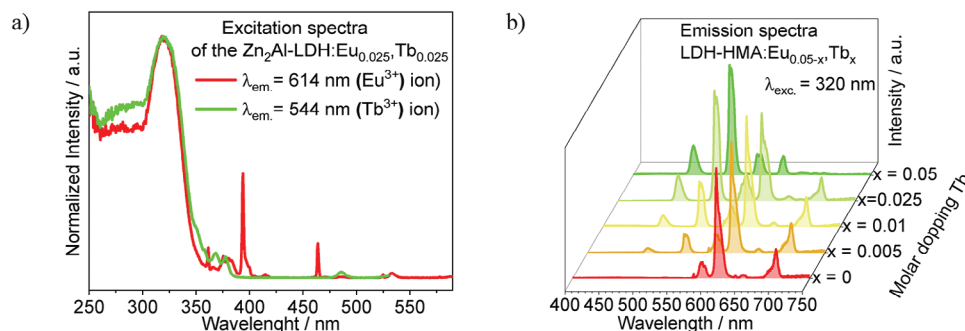 a)
Excitation spectra
of the Zn₂Al-LDH:Eu₀.₀₂₅,Tb₀.₀₂₅
λem.= 614 nm (Eu³⁺) ion)
λem.= 544 nm (Tb³⁺) ion)
Normalized Intensity / a.u.
250 300 350 400 450 500 550
Wavelenght / nm
b)
Emission spectra
LDH-HMA:Eu₀.₀₅₋ₓ,Tbₓ
λexc. = 320 nm
Intensity / a.u.
x = 0.05
x=0.025
x = 0.01
x = 0.005
x = 0
Molar dopping Tb
400 450 500 550 600 650 700 750
Wavelenght / nm